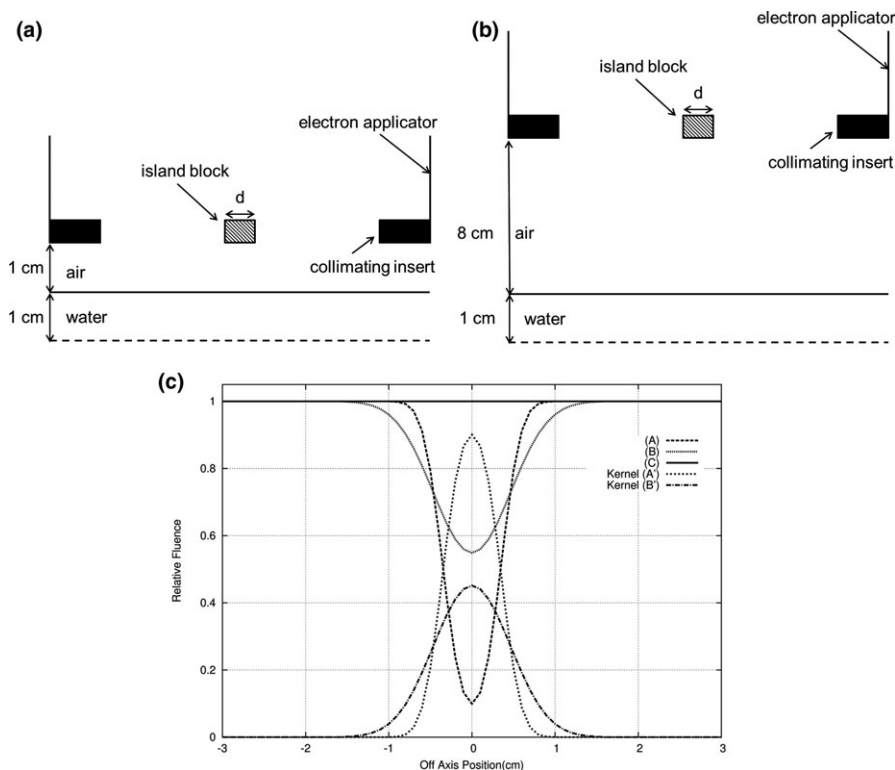 (a)
electron applicator
island block
d
1 cm
air
collimating insert
1 cm
water
(b)
electron applicator
island block
d
collimating insert
8 cm
air
1 cm
water
(c)
Relative Fluence
1
0.8
0.6
0.4
0.2
0
(A)
(B)
(C)
Kernel (A')
Kernel (B')
-3
-2
-1
0
1
2
3
Off Axis Position(cm)